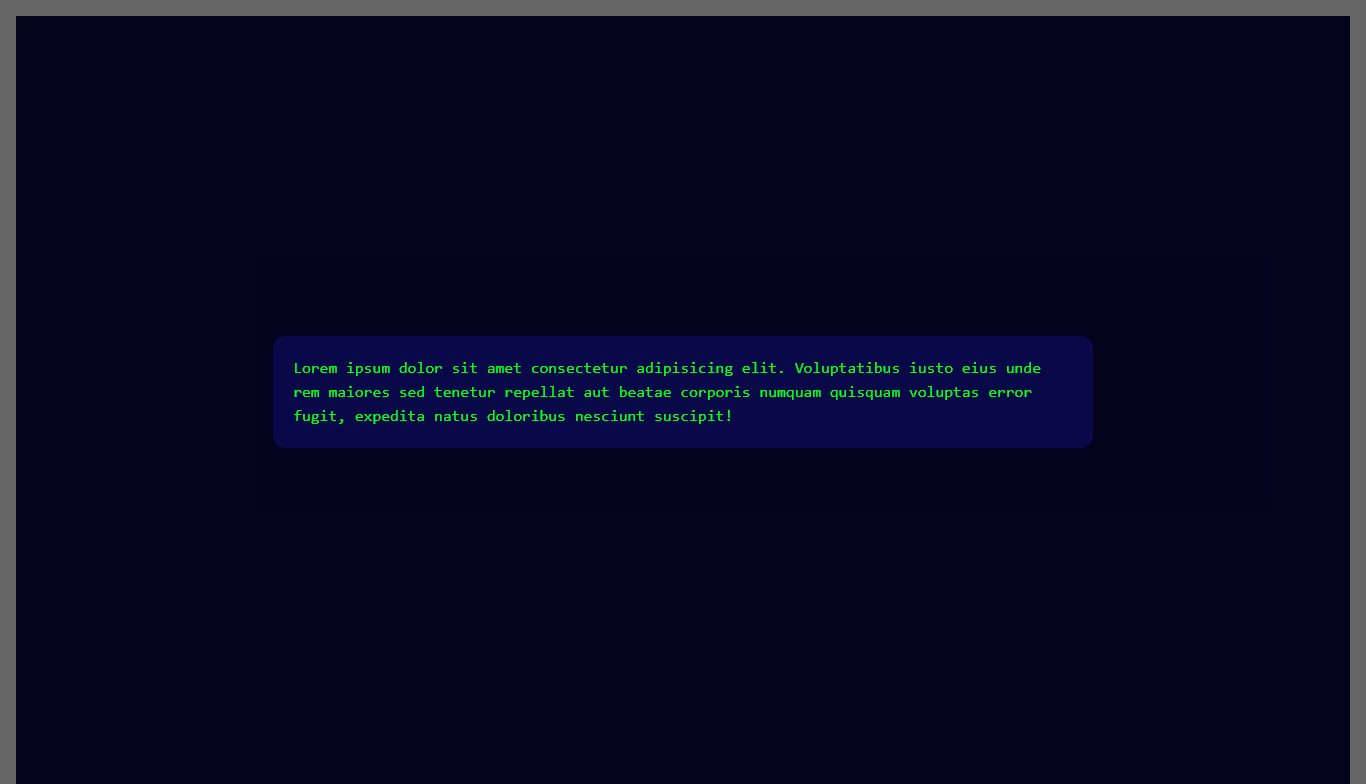 Lorem ipsum dolor sit amet consectetur adipisicing elit. Voluptatibus iusto eius unde
rem maiores sed tenetur repellat aut beatae corporis numquam quisquam voluptas error
fugit, expedita natus doloribus nesciunt suscipit!